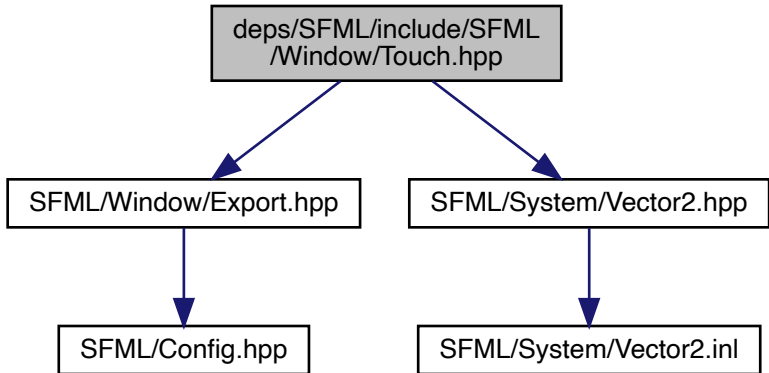 deps/SFML/include/SFML
/Window/Touch.hpp
SFML/Window/Export.hpp
SFML/System/Vector2.hpp
SFML/Config.hpp
SFML/System/Vector2.inl